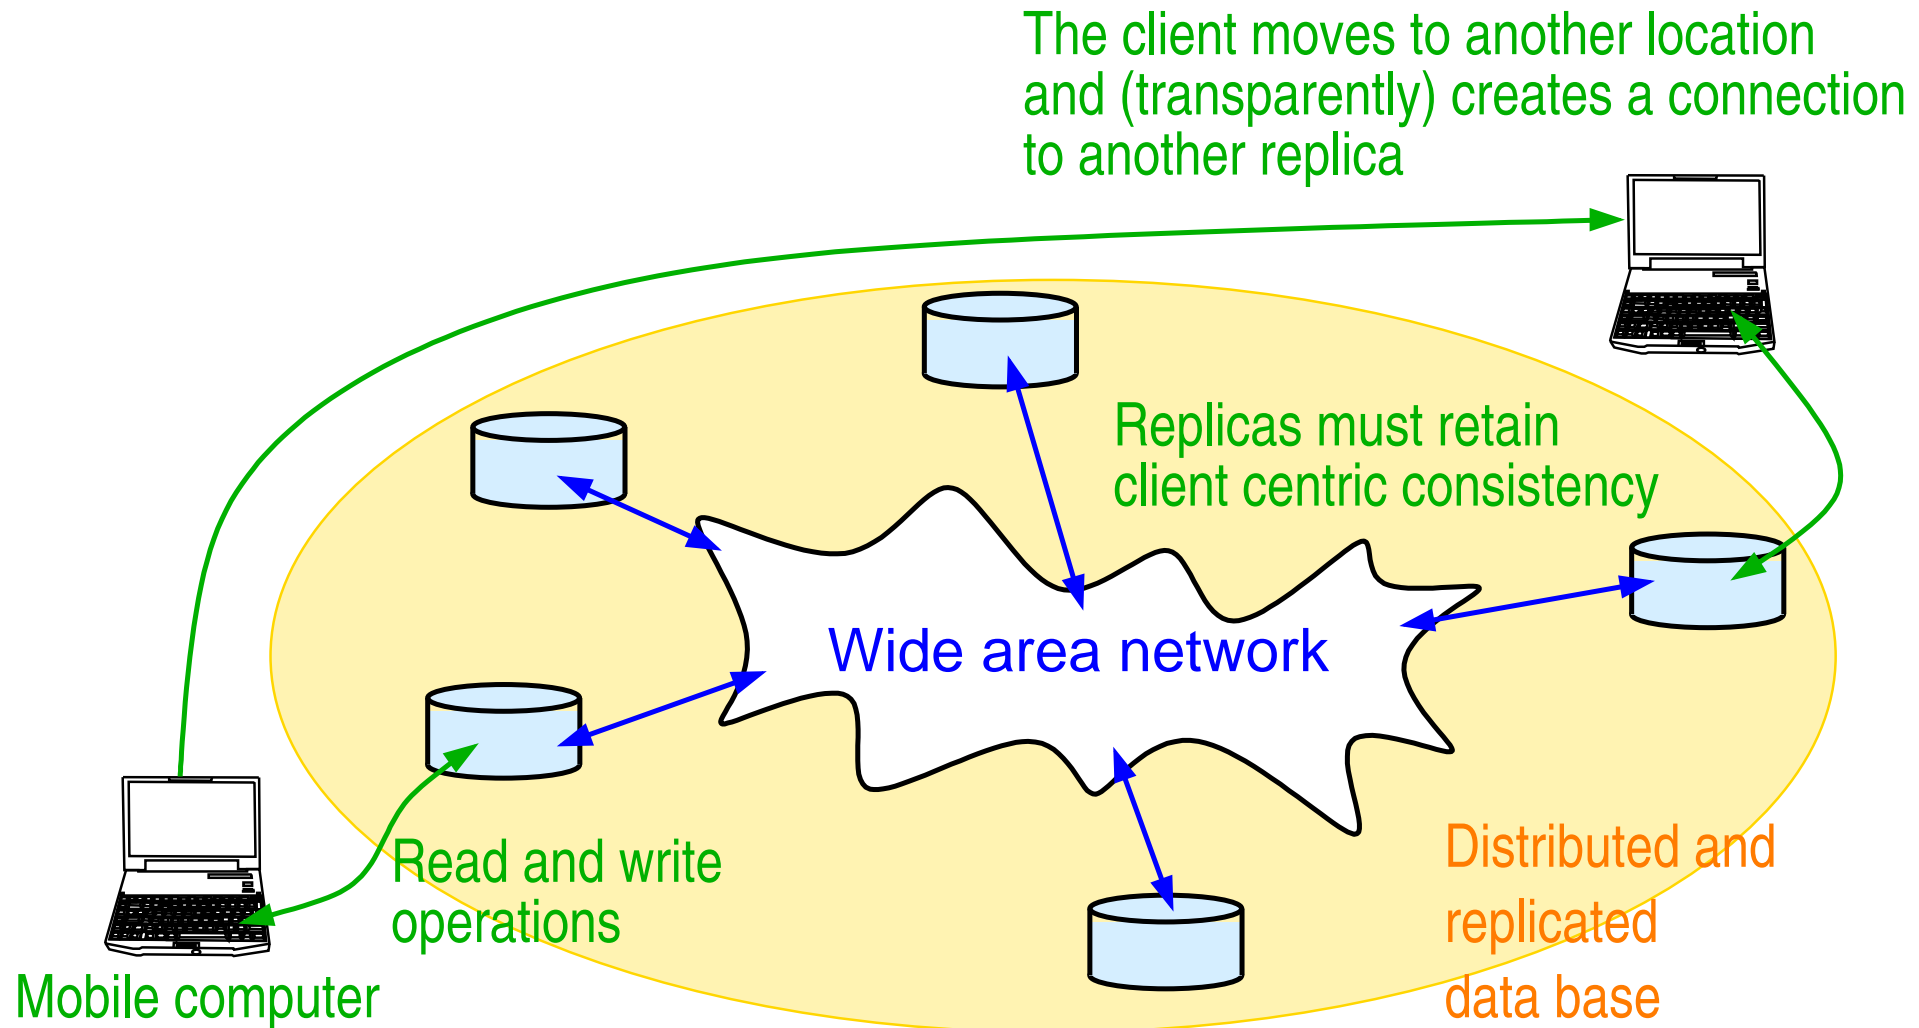 The client moves to another location
and (transparently) creates a connection
to another replica
Replicas must retain
client centric consistency
Wide area network
Read and write
operations
Mobile computer
Distributed and
replicated
data base